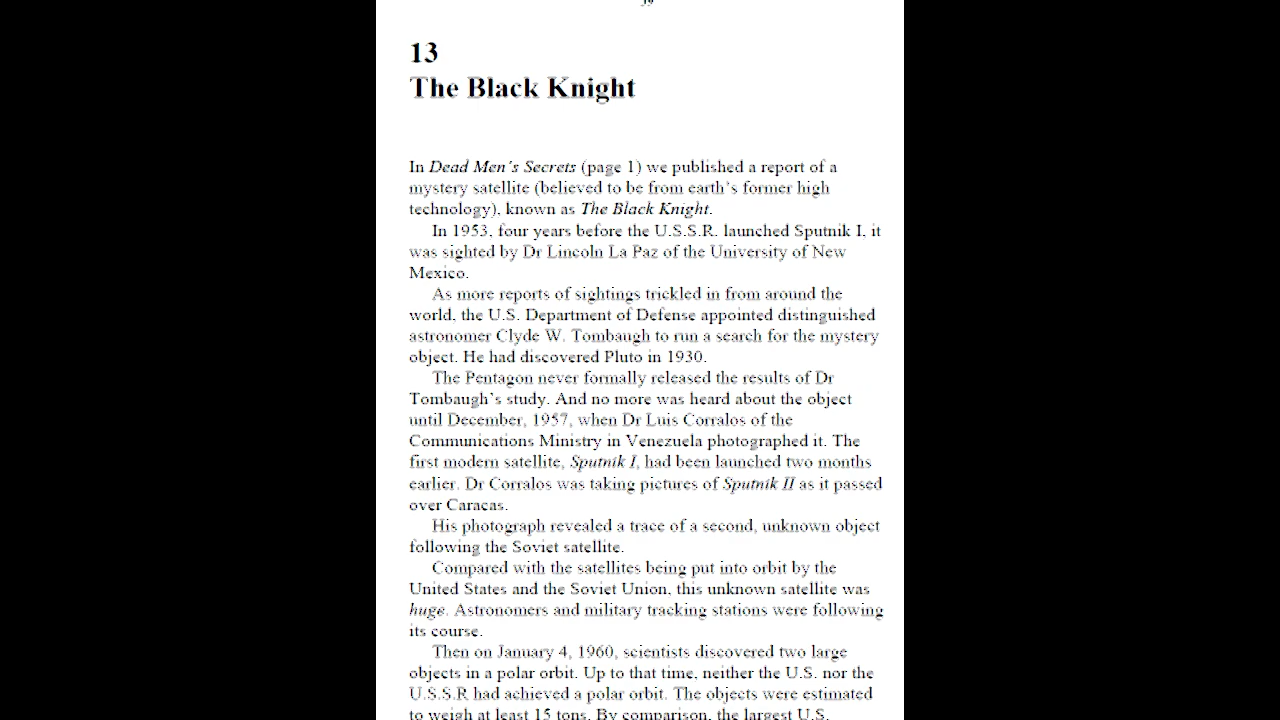 13
The Black Knight
In Dead Men's Secrets (page 1) we published a report of a
mystery satellite (believed to be from earth's former high
technology), known as The Black Knight.
In 1953, four years before the U.S.S.R. launched Sputnik I, it
was sighted by Dr Lincoln La Paz of the University of New
Mexico.
As more reports of sightings trickled in from around the
world, the U.S. Department of Defense appointed distinguished
astronomer Clyde W. Tombaugh to run a search for the mystery
object. He had discovered Pluto in 1930.
The Pentagon never formally released the results of Dr
Tombaugh's study. And no more was heard about the object
until December, 1957, when Dr Luis Corralos of the
Communications Ministry in Venezuela photographed it. The
first modern satellite, Sputnik I, had been launched two months
earlier. Dr Corralos was taking pictures of Sputnik II as it passed
over Caracas.
His photograph revealed a trace of a second, unknown object
following the Soviet satellite.
Compared with the satellites being put into orbit by the
United States and the Soviet Union, this unknown satellite was
huge. Astronomers and military tracking stations were following
its course.
Then on January 4, 1960, scientists discovered two large
objects in a polar orbit. Up to that time, neither the U.S. nor the
U.S.S.R had achieved a polar orbit. The objects were estimated
to weigh at least 15 tons. By comparison, the largest U.S.